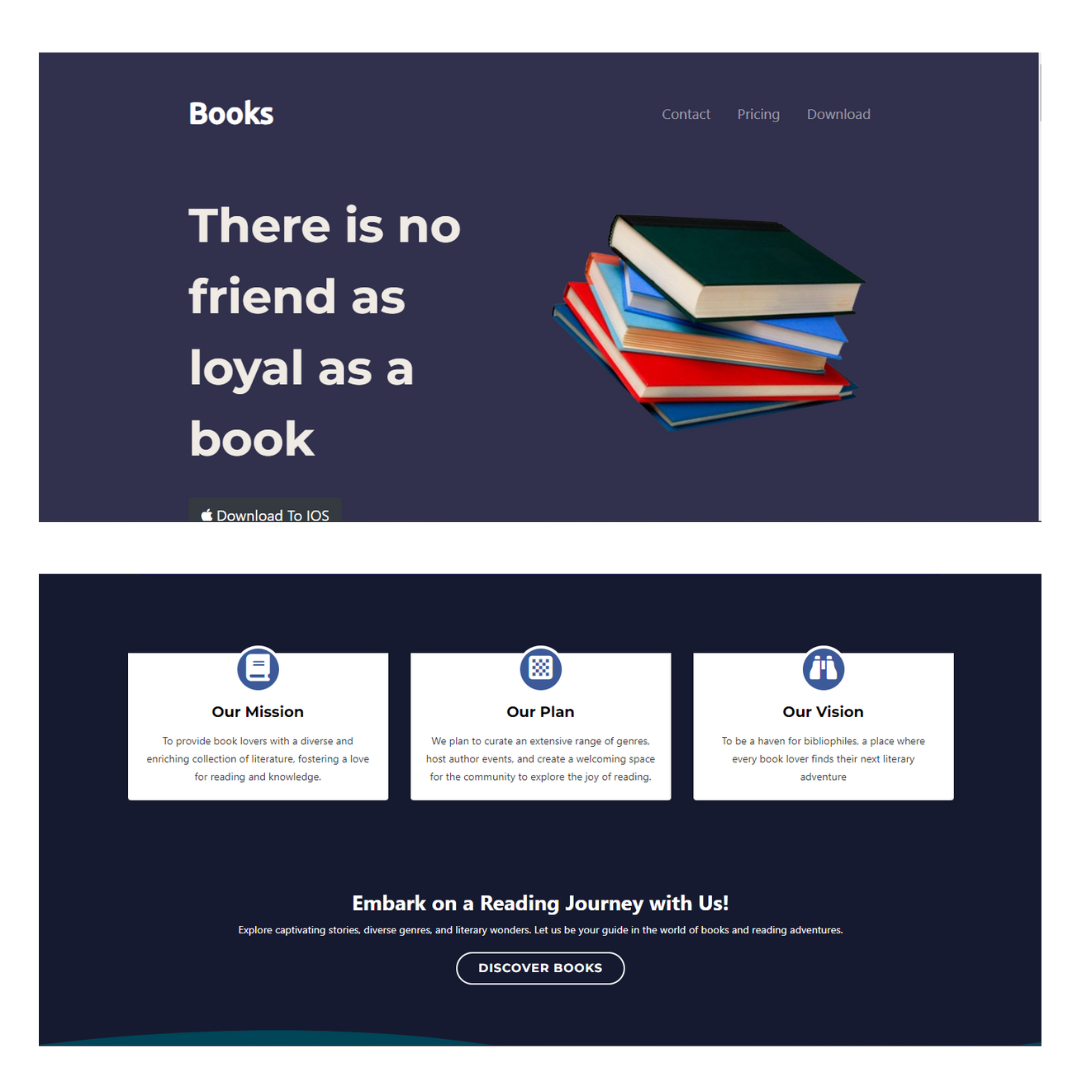 Books
Contact Pricing Download
There is no
friend as
loyal as a
book
Download To IOS
Our Mission
To provide book lovers with a diverse and
enriching collection of literature, fostering a love
for reading and knowledge.
Our Plan
We plan to curate an extensive range of genres,
host author events, and create a welcoming space
for the community to explore the joy of reading.
Our Vision
To be a haven for bibliophiles, a place where
every book lover finds their next literary
adventure
Embark on a Reading Journey with Us!
Explore captivating stories, diverse genres, and literary wonders. Let us be your guide in the world of books and reading adventures.
DISCOVER BOOKS